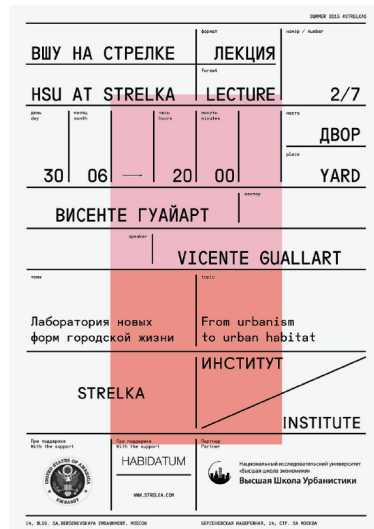 SUMMER 2015 #STRELKA5
формат
номер / number
ВШУ НА СТРЕЛКЕ
ЛЕКЦИЯ
format
HSU AT STRELKA
LECTURE
2/7
день
day
месяц
month
часы
hours
минуты
minutes
место
ДВОР
place
30
06
→
20
00
YARD
ВИСЕНТЕ ГУАЙАРТ
speaker
VICENTE GUALLART
тема
topic
Лаборатория новых
форм городской жизни
From urbanism
to urban habitat
ИНСТИТУТ
STRELKA
INSTITUTE
При поддержке
With the support
При поддержке
With the support
Партнер
Partner
HABIDATUM
WWW.STRELKA.COM
Национальный исследовательский университет
«Высшая школа экономики»
Высшая Школа Урбанистики
14, BLDG. 5A, BERSENEVSKAYA EMBANKMENT, MOSCOW
БЕРСЕНЕВСКАЯ НАБЕРЕЖНАЯ, 14, СТР. 5А МОСКВА